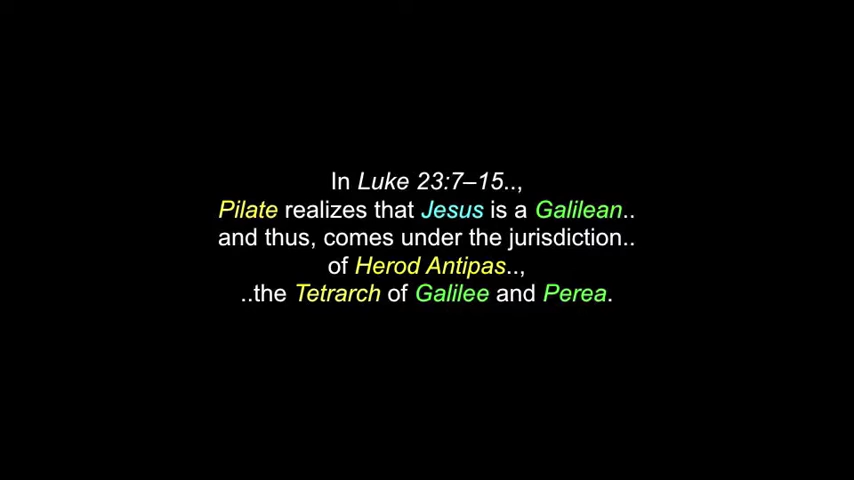 In Luke 23:7–15..,
Pilate realizes that Jesus is a Galilean..
and thus, comes under the jurisdiction..
of Herod Antipas..,
..the Tetrarch of Galilee and Perea.